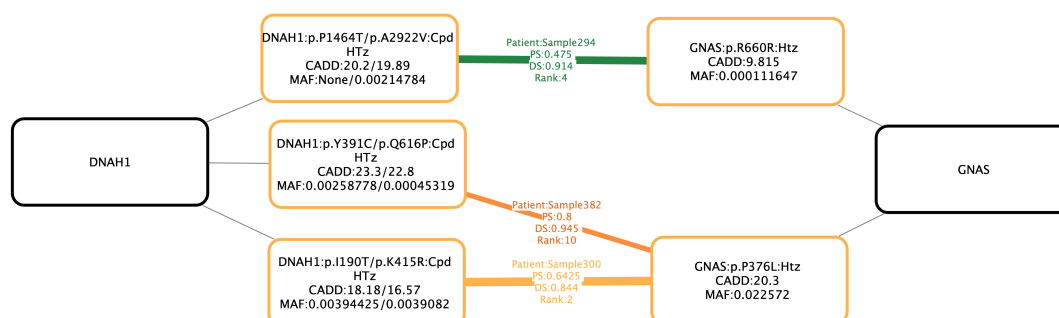 DNAH1:p.P1464T/p.A2922V:Cpd
HTz
CADD:20.2/19.89
MAF:None/0.00214784
Patient:Sample294
PS:0.475
DS:0.914
Rank:4
GNAS:p.R660R:Htz
CADD:9.815
MAF:0.000111647
DNAH1
DNAH1:p.Y391C/p.Q616P:Cpd
HTz
CADD:23.3/22.8
MAF:0.00258778/0.00045319
GNAS
Patient:Sample382
PS:0.8
DS:0.945
Rank:10
DNAH1:p.I190T/p.K415R:Cpd
HTz
CADD:18.18/16.57
MAF:0.00394425/0.0039082
Patient:Sample300
PS:0.6425
DS:0.844
Rank:2
GNAS:p.P376L:Htz
CADD:20.3
MAF:0.022572